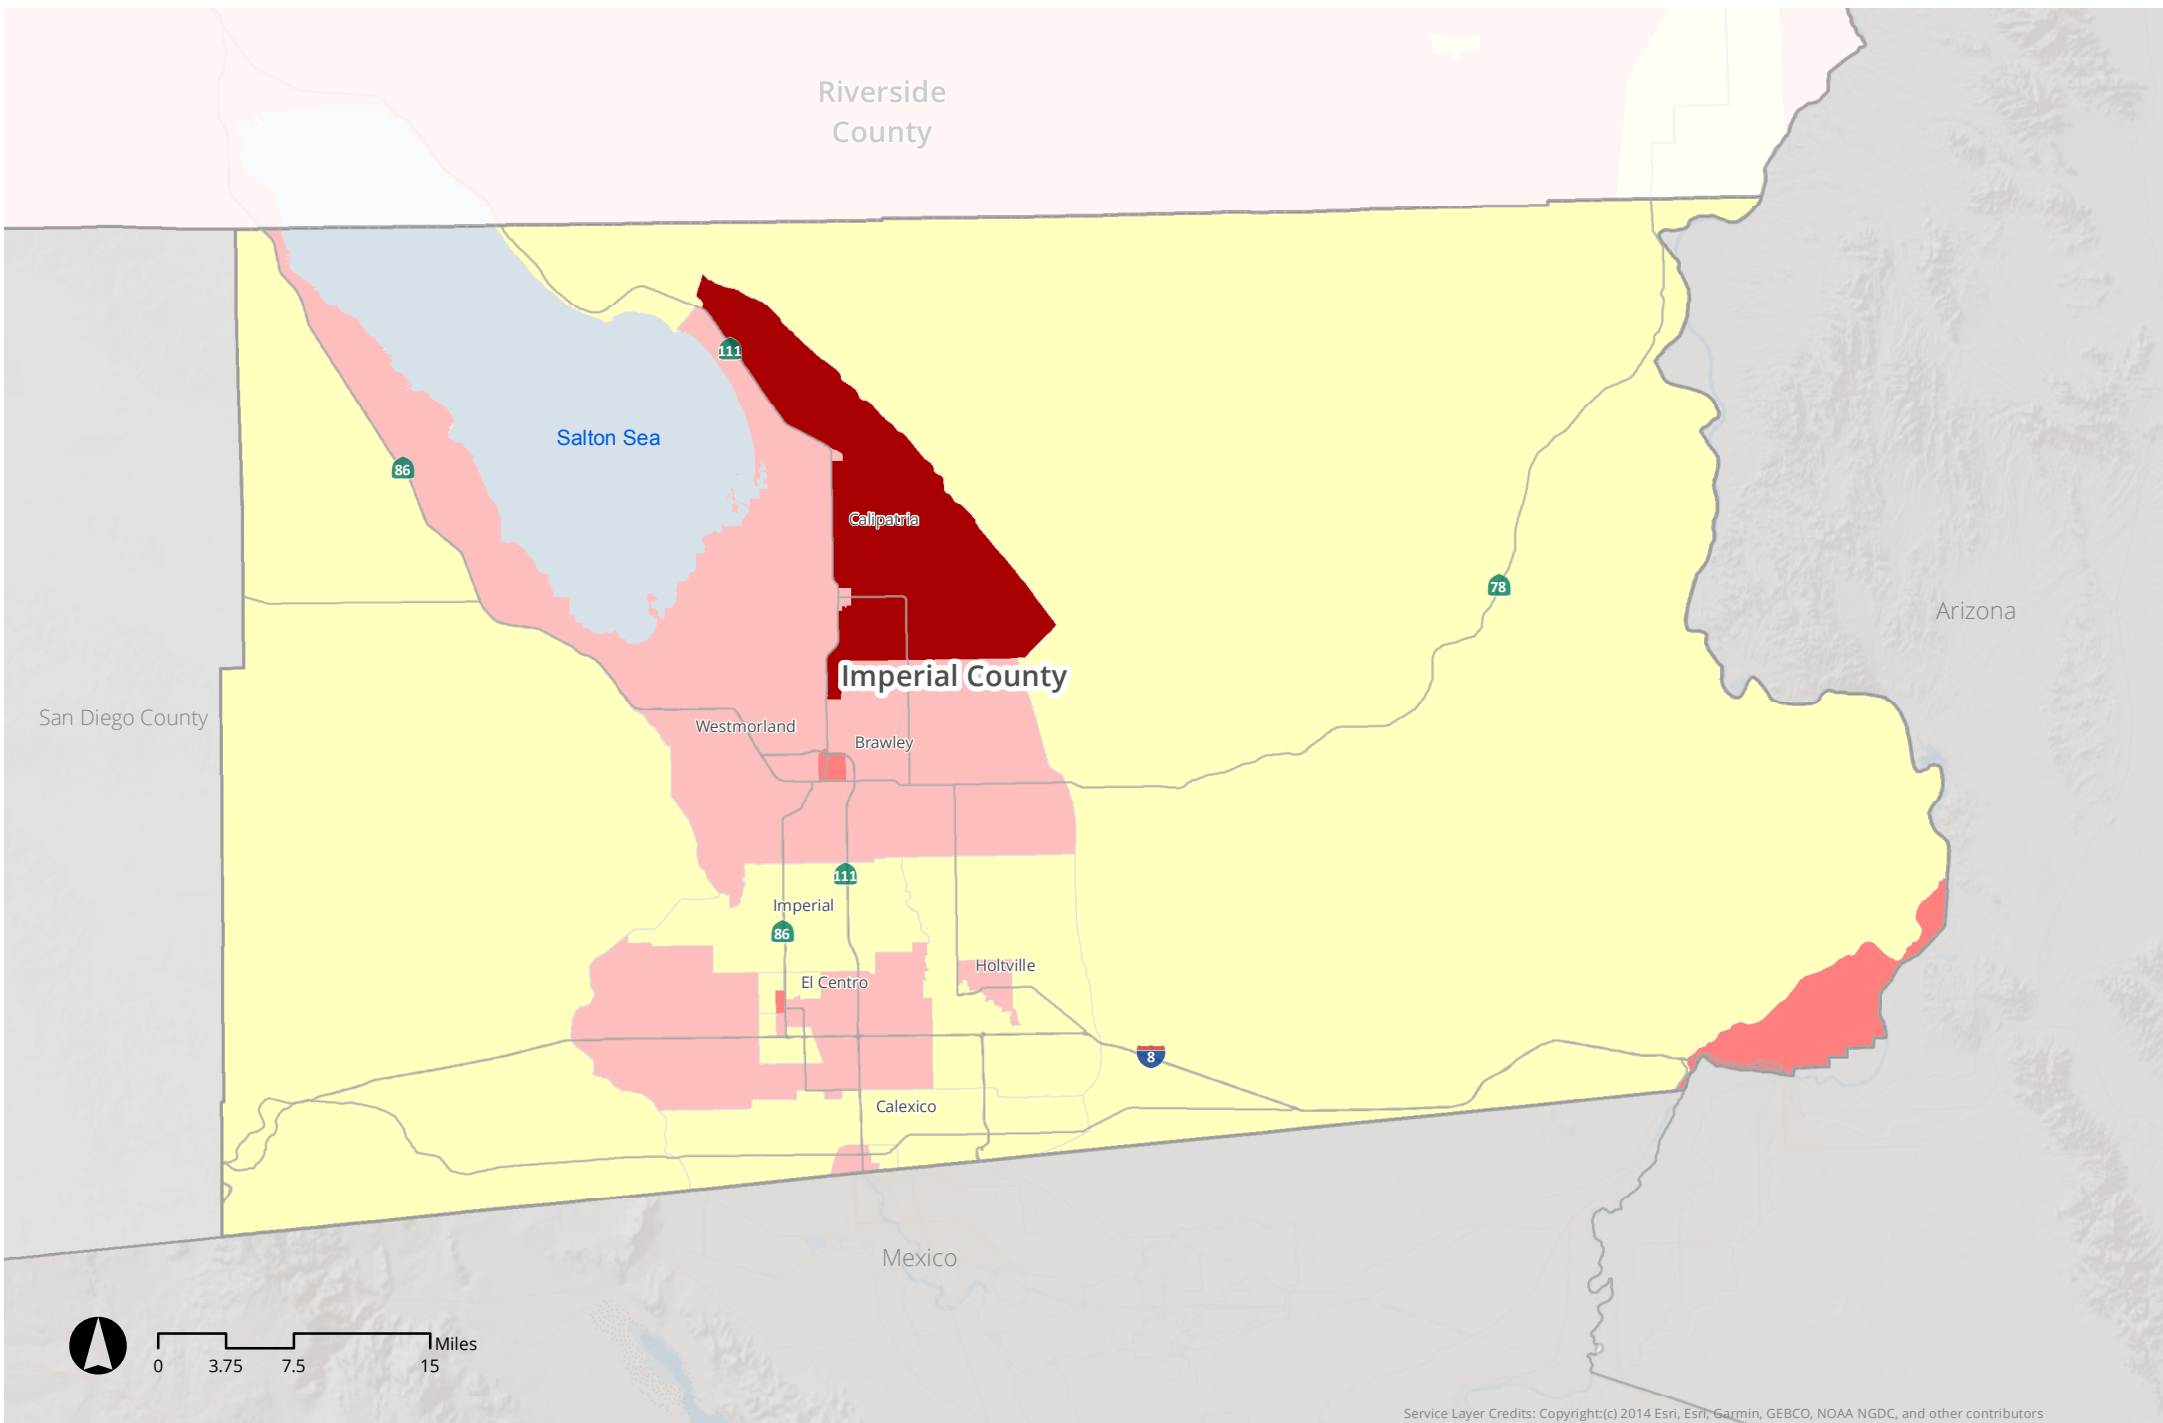 Riverside
County
111
Salton Sea
86
Calipatria
78
Arizona
Imperial County
San Diego County
Westmorland
Brawley
111
Imperial
86
Holtville
El Centro
8
Calexico
Mexico
Miles
0 3.75 7.5 15
Service Layer Credits: Copyright:(c) 2014 Esri, Esri, Garmin, GEBCO, NOAA NGDC, and other contributors